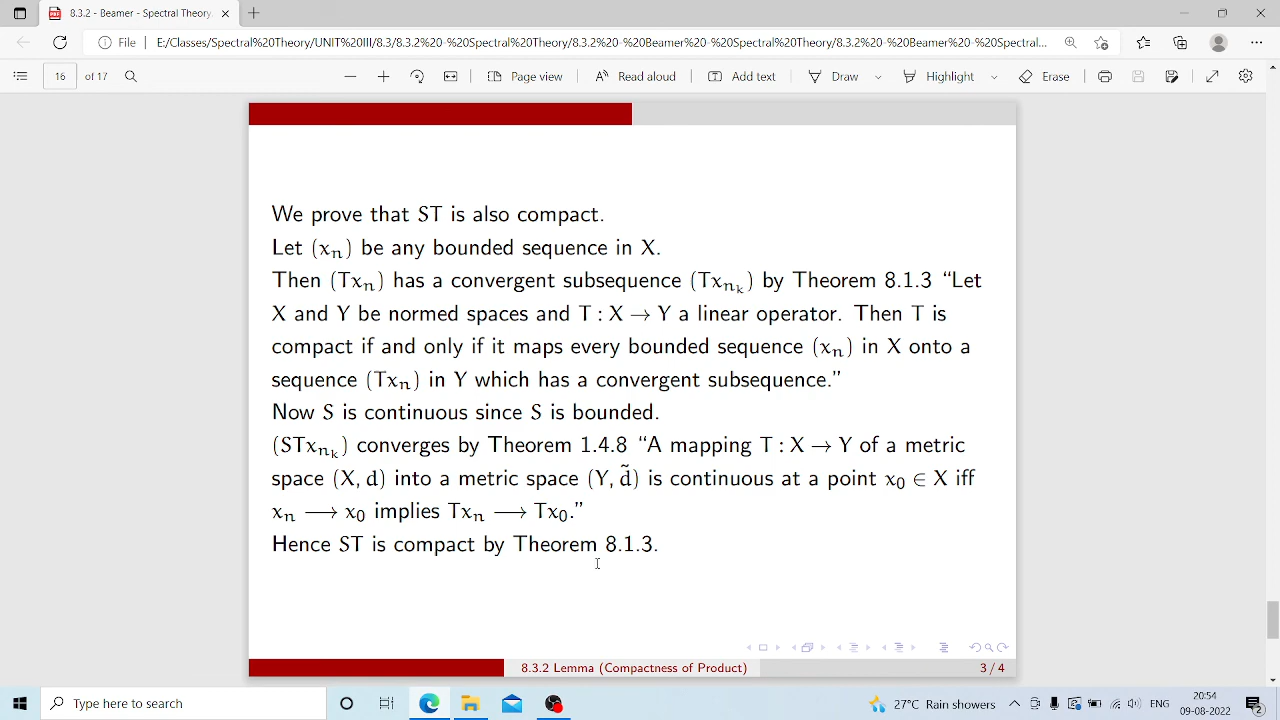 8.3.2 - Beamer - Spectral Theory.
File
E:/Classes/Spectral%20Theory/UNIT%20III/8.3/8.3.2%20-%20Beamer%20-%20Spectral%20Theory/8.3.2%20-%20Beamer%20-%20Spectral%20Theory/8.3.2%20Beamer%20-%20Spectral...
16 of 17
Page view
Read aloud
Add text
Draw
Highlight
Erase
We prove that ST is also compact.
Let (xₙ) be any bounded sequence in X.
Then (Txₙ) has a convergent subsequence (Txₙₖ) by Theorem 8.1.3 “Let
X and Y be normed spaces and T : X → Y a linear operator. Then T is
compact if and only if it maps every bounded sequence (xₙ) in X onto a
sequence (Txₙ) in Y which has a convergent subsequence.”
Now S is continuous since S is bounded.
(STxₙₖ) converges by Theorem 1.4.8 “A mapping T : X → Y of a metric
space (X, d) into a metric space (Y, d̃) is continuous at a point x₀ ∈ X iff
xₙ ⟶ x₀ implies Txₙ ⟶ Tx₀.”
Hence ST is compact by Theorem 8.1.3.
8.3.2 Lemma (Compactness of Product)
3 / 4
Type here to search
27°C Rain showers
ENG
20:54
09-08-2022
2